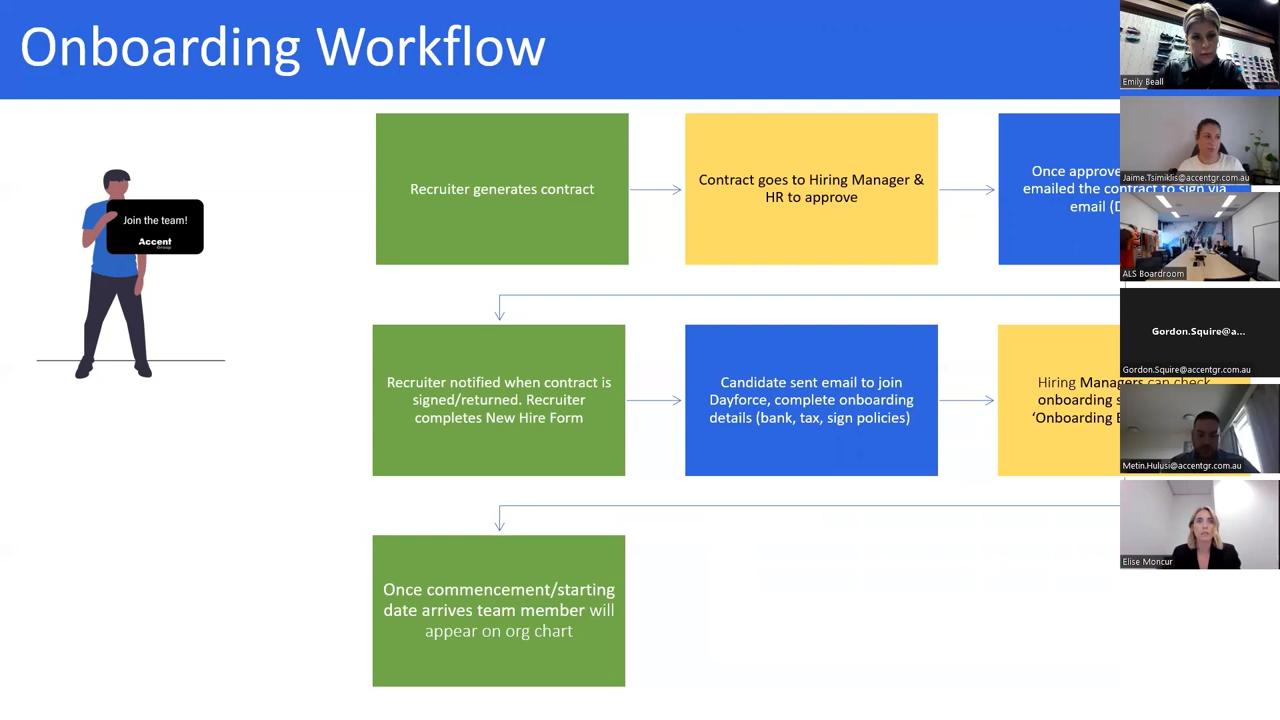 Onboarding Workflow
Join the team!
Accent
Group
Recruiter generates contract
Contract goes to Hiring Manager &
HR to approve
Once approve
emailed the contract to sign via
email (
Recruiter notified when contract is
signed/returned. Recruiter
completes New Hire Form
Candidate sent email to join
Dayforce, complete onboarding
details (bank, tax, sign policies)
Hiring Managers can check
onboarding s
‘Onboarding
Once commencement/starting
date arrives team member will
appear on org chart
Emily Beall
Jaime.Tsimiklis@accentgr.com.au
ALS Boardroom
Gordon.Squire@a...
Gordon.Squire@accentgr.com.au
Metin.Hulusi@accentgr.com.au
Elise Moncur